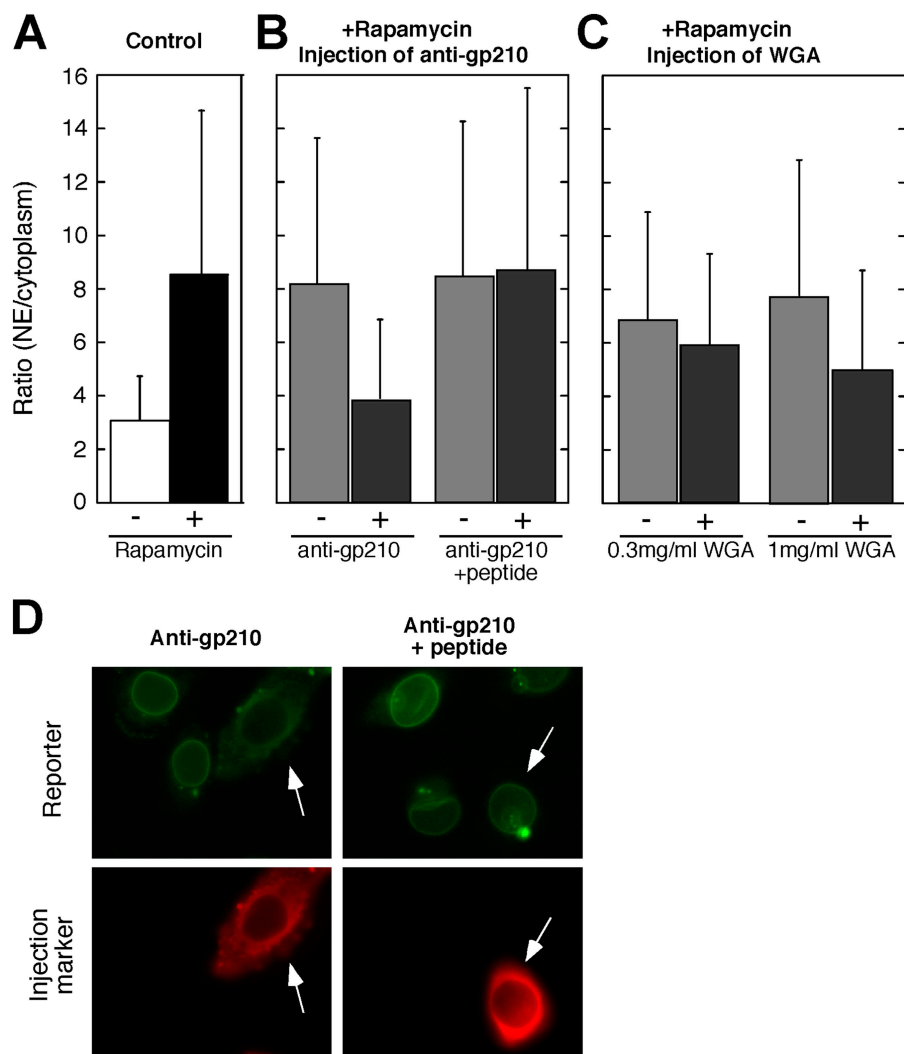 A
Control
B
+Rapamycin
Injection of anti-gp210
C
+Rapamycin
Injection of WGA
Ratio (NE/cytoplasm)
16
14
12
10
8
6
4
2
0
- +
Rapamycin
- +
anti-gp210
anti-gp210
+peptide
- +
0.3mg/ml WGA
- +
1mg/ml WGA
D
Anti-gp210
Anti-gp210
+ peptide
Reporter
Injection
marker